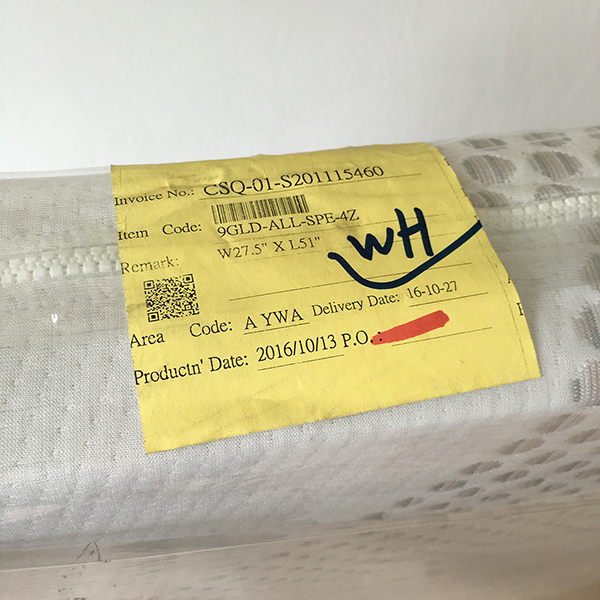 Invoice No.: CSQ-01-S201115460
Item Code: 9GLD-ALL-SPE-4Z
Remark: W27.5" X L51"
WH
Area Code: A YWA Delivery Date: 16-10-27
Productn' Date: 2016/10/13 P.O.: